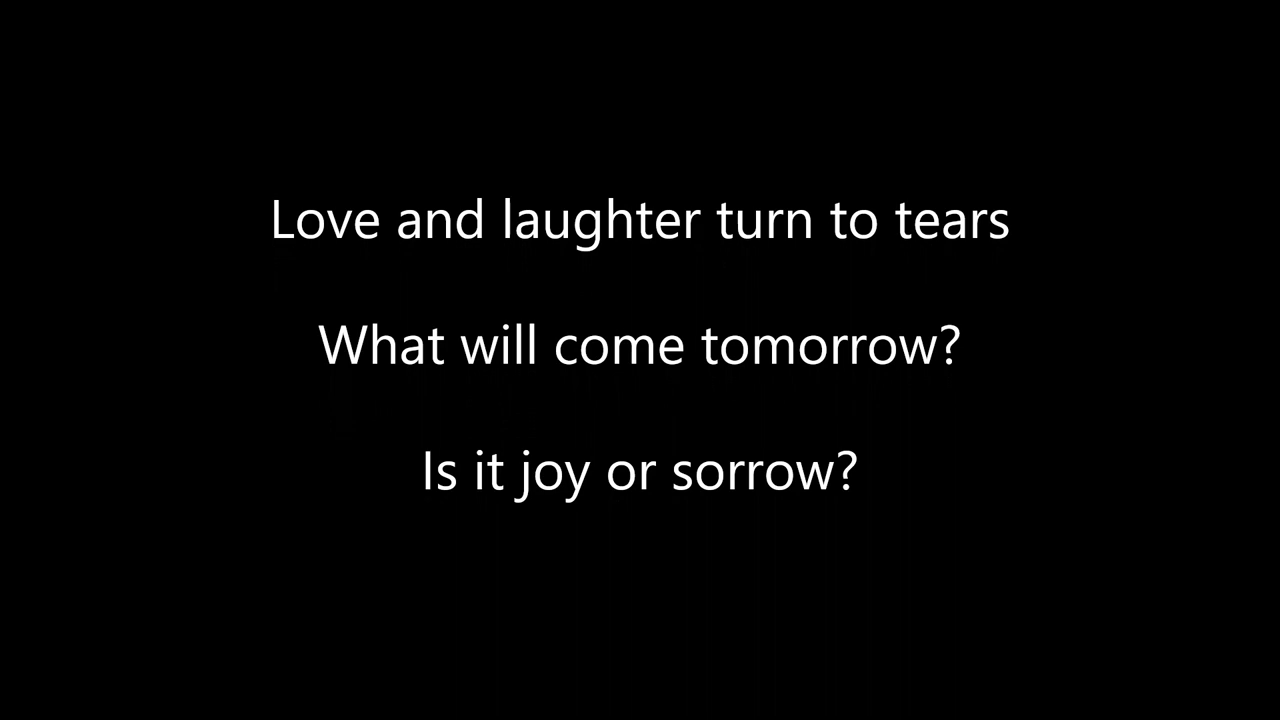 Love and laughter turn to tears
What will come tomorrow?
Is it joy or sorrow?